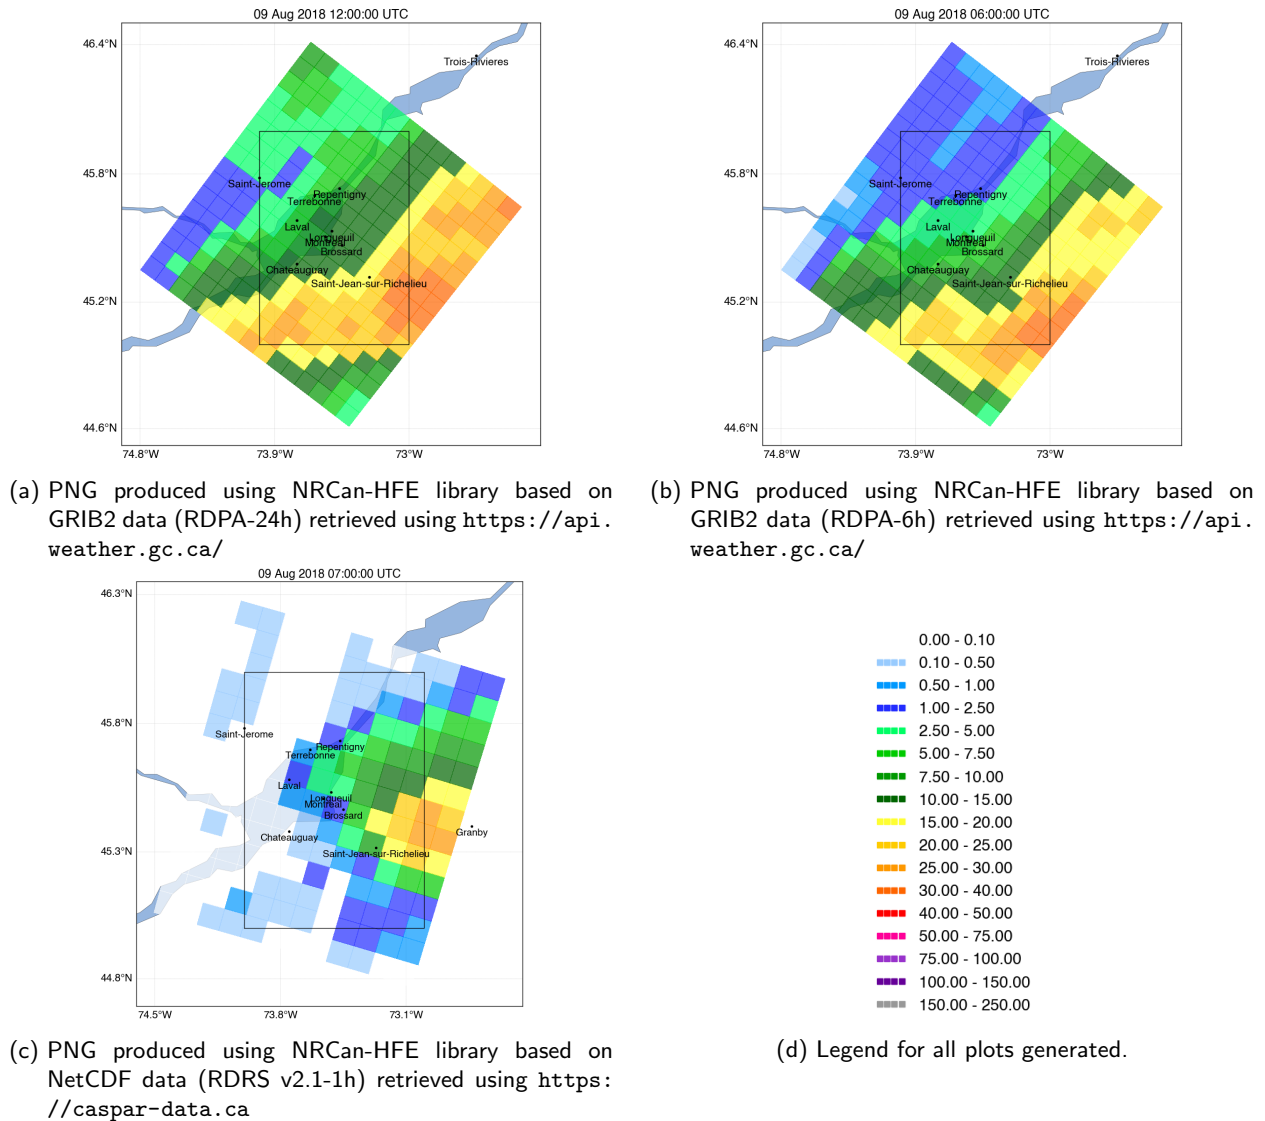 09 Aug 2018 12:00:00 UTC
46.4°N
45.8°N
45.2°N
44.6°N
74.8°W
73.9°W
73°W
Trois-Rivieres
Saint-Jerome
Repentigny
Terrebonne
Laval
Longueuil
Montreal
Brossard
Chateauguay
Saint-Jean-sur-Richelieu
(a) PNG produced using NRCan-HFE library based on
GRIB2 data (RDPA-24h) retrieved using https://api.
weather.gc.ca/
09 Aug 2018 06:00:00 UTC
46.4°N
45.8°N
45.2°N
44.6°N
74.8°W
73.9°W
73°W
Trois-Rivieres
Saint-Jerome
Repentigny
Terrebonne
Laval
Longueuil
Montreal
Brossard
Chateauguay
Saint-Jean-sur-Richelieu
(b) PNG produced using NRCan-HFE library based on
GRIB2 data (RDPA-6h) retrieved using https://api.
weather.gc.ca/
09 Aug 2018 07:00:00 UTC
46.3°N
45.8°N
45.3°N
44.8°N
74.5°W
73.8°W
73.1°W
Saint-Jerome
Repentigny
Terrebonne
Laval
Longueuil
Montreal
Brossard
Granby
Chateauguay
Saint-Jean-sur-Richelieu
(c) PNG produced using NRCan-HFE library based on
NetCDF data (RDRS v2.1-1h) retrieved using https:
//caspar-data.ca
0.00 - 0.10
0.10 - 0.50
0.50 - 1.00
1.00 - 2.50
2.50 - 5.00
5.00 - 7.50
7.50 - 10.00
10.00 - 15.00
15.00 - 20.00
20.00 - 25.00
25.00 - 30.00
30.00 - 40.00
40.00 - 50.00
50.00 - 75.00
75.00 - 100.00
100.00 - 150.00
150.00 - 250.00
(d) Legend for all plots generated.